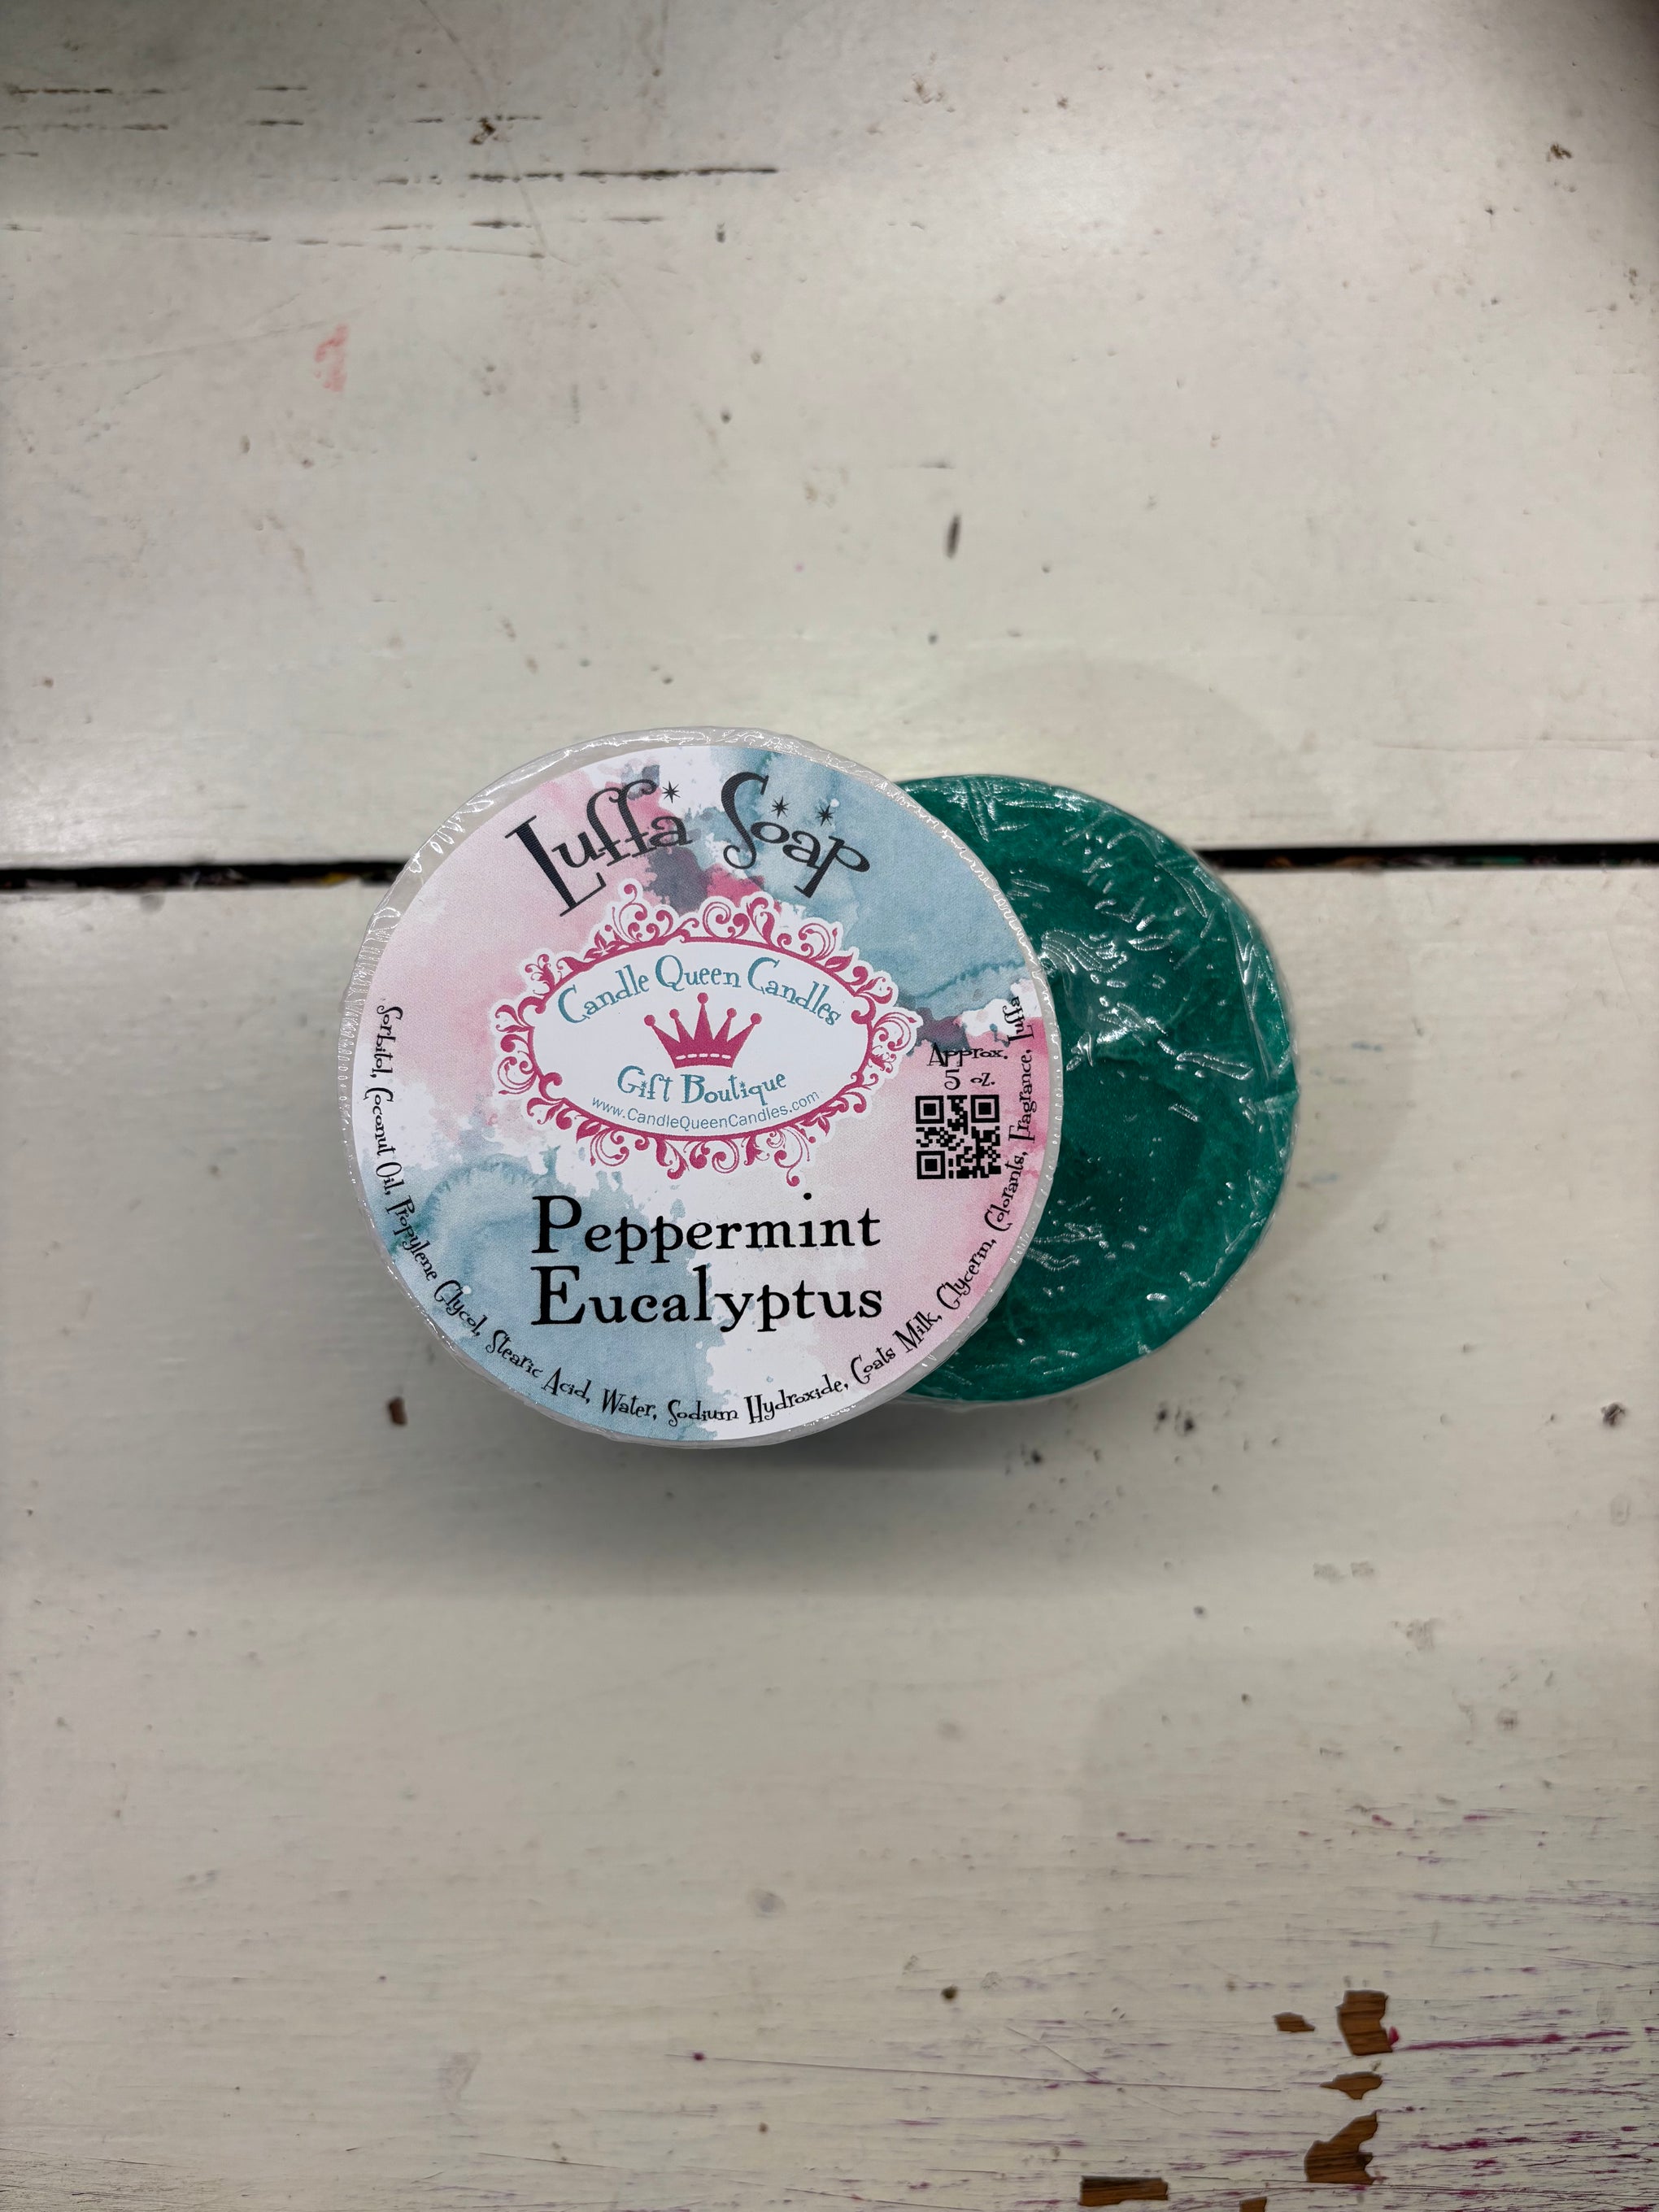 Luffa Soap
Candle Queen Candles
Gift Boutique
www.CandleQueenCandles.com
Approx.
5 oz.
Peppermint
Eucalyptus
Sorbitol, Coconut Oil, Propylene Glycol, Stearic Acid, Water, Sodium Hydroxide, Goats Milk, Glycerin, Colorants, Fragrance, Luffa